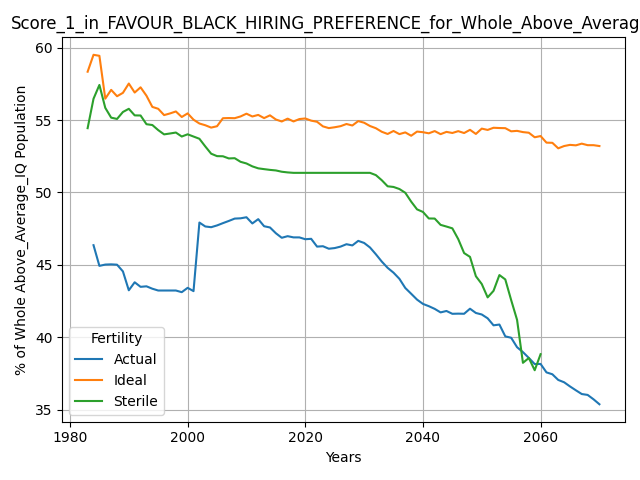 Score_1_in_FAVOUR_BLACK_HIRING_PREFERENCE_for_Whole_Above_Averag
% of Whole Above_Average_IQ Population
60
55
50
45
40
35
Fertility
Actual
Ideal
Sterile
1980
2000
2020
2040
2060
Years